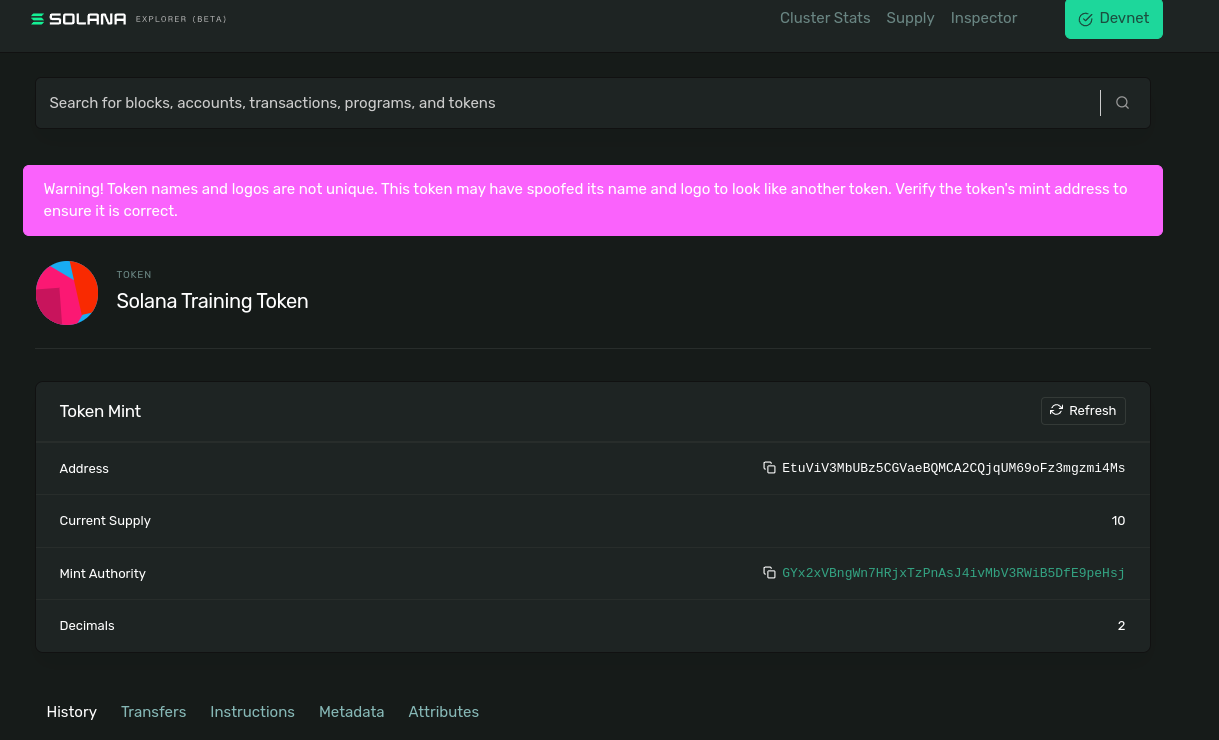 SOLANA EXPLORER (BETA)
Cluster Stats Supply Inspector Devnet
Search for blocks, accounts, transactions, programs, and tokens
Warning! Token names and logos are not unique. This token may have spoofed its name and logo to look like another token. Verify the token's mint address to
ensure it is correct.
TOKEN
Solana Training Token
Token Mint Refresh
Address EtuViV3MbUBz5CGVaeBQMCA2CQjqUM69oFz3mgzmi4Ms
Current Supply 10
Mint Authority GYx2xVBngWn7HRjxTzPnAsJ4ivMbV3RWiB5DfE9peHsj
Decimals 2
History Transfers Instructions Metadata Attributes